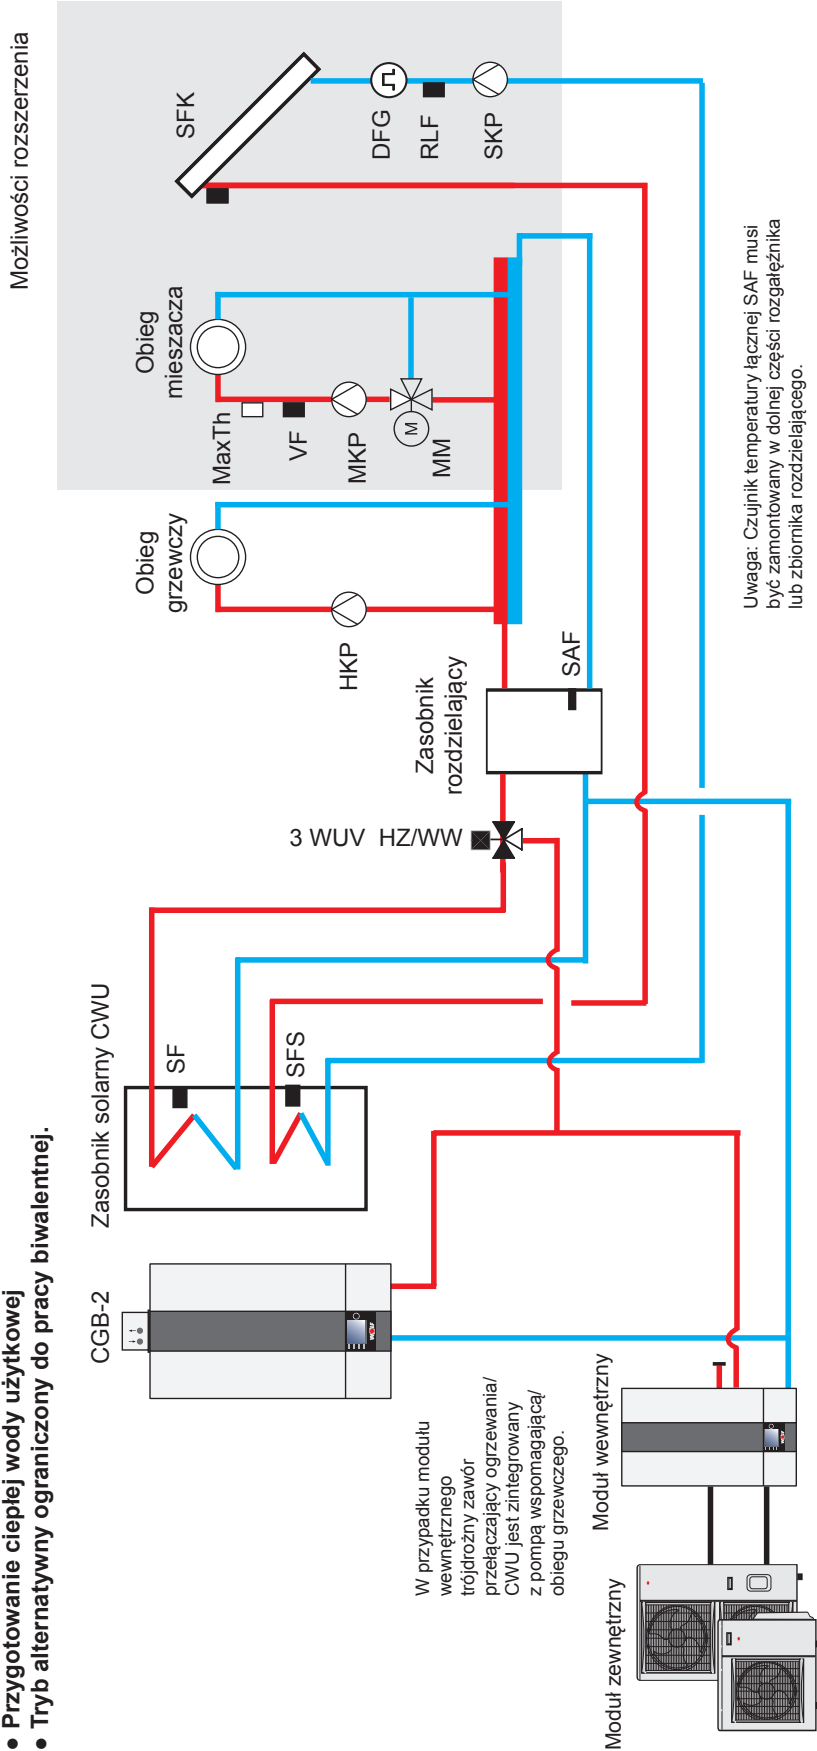 • Przygotowanie ciepłej wody użytkowej
• Tryb alternatywny ograniczony do pracy biwalentnej.
Możliwości rozszerzenia
CGB-2
Zasobnik solarny CWU
SF
SFS
3 WUV HZ/WW
Zasobnik
rozdzielający
SAF
Obieg
grzewczy
HKP
Obieg
mieszacza
MaxTh
VF
MKP
MM
M
SFK
DFG
RLF
SKP
W przypadku modułu
wewnętrznego
trójdrożny zawór
przełączający ogrzewania/
CWU jest zintegrowany
z pompą wspomagającą/
obiegu grzewczego.
Moduł zewnętrzny
Moduł wewnętrzny
Uwaga: Czujnik temperatury łącznej SAF musi
być zamontowany w dolnej części rozgałęźnika
lub zbiornika rozdzielającego.
WOLF